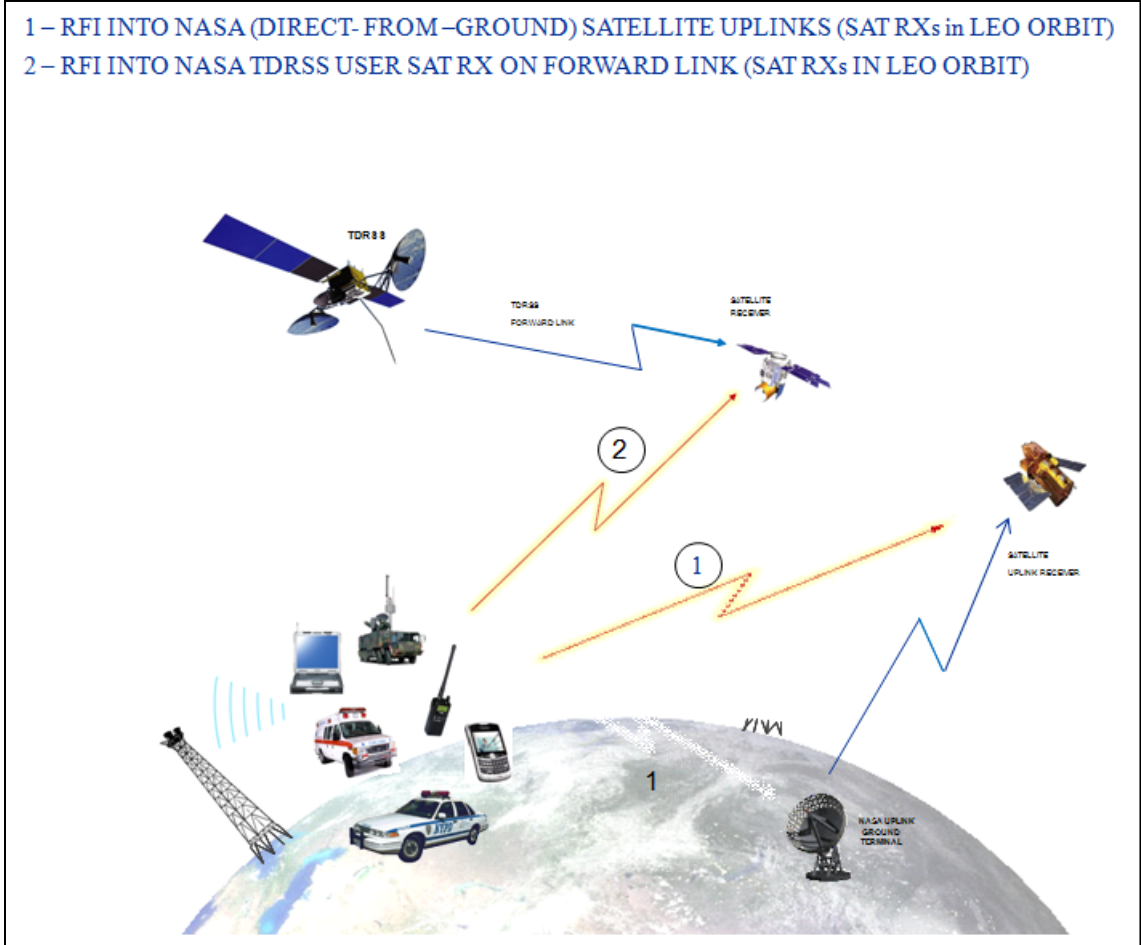 1 – RFI INTO NASA (DIRECT- FROM –GROUND) SATELLITE UPLINKS (SAT RXs in LEO ORBIT)
2 – RFI INTO NASA TDRSS USER SAT RX ON FORWARD LINK (SAT RXs IN LEO ORBIT)
TDRSS
TDRSS
FORWARD LINK
SATELLITE
RECEIVER
2
1
SATELLITE
UPLINK RECEIVER
1
NYPD
NASA UPLINK
GROUND
TERMINAL